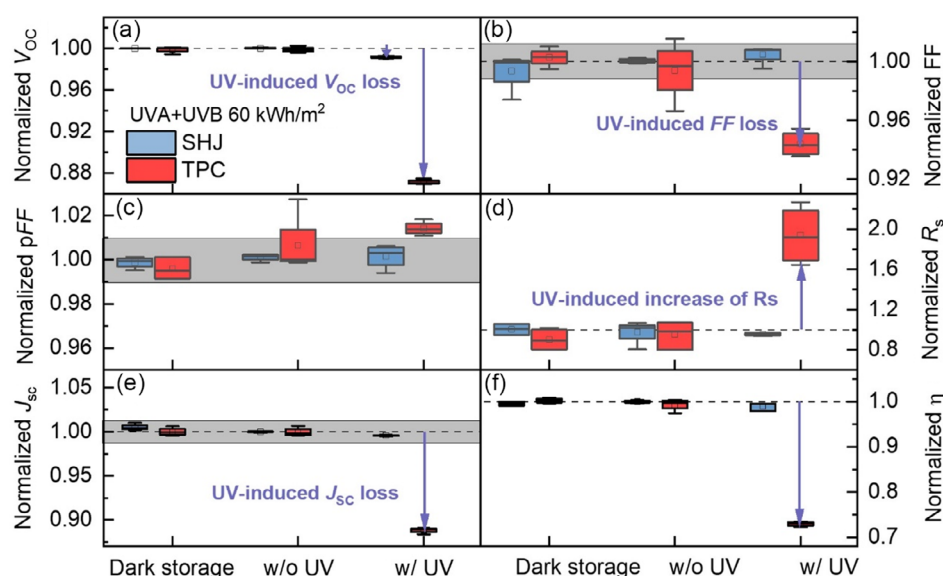 (a)
Normalized VOC
1.00
0.96
0.92
0.88
UV-induced VOC loss
UVA+UVB 60 kWh/m²
SHJ
TPC
(b)
UV-induced FF loss
1.00
0.96
0.92
Normalized FF
(c)
Normalized pFF
1.02
1.00
0.98
0.96
(d)
UV-induced increase of Rs
2.0
1.6
1.2
0.8
Normalized Rs
(e)
Normalized Jsc
1.05
1.00
0.95
0.90
UV-induced JSC loss
(f)
1.0
0.9
0.8
0.7
Normalized η
Dark storage
w/o UV
w/ UV
Dark storage
w/o UV
w/ UV